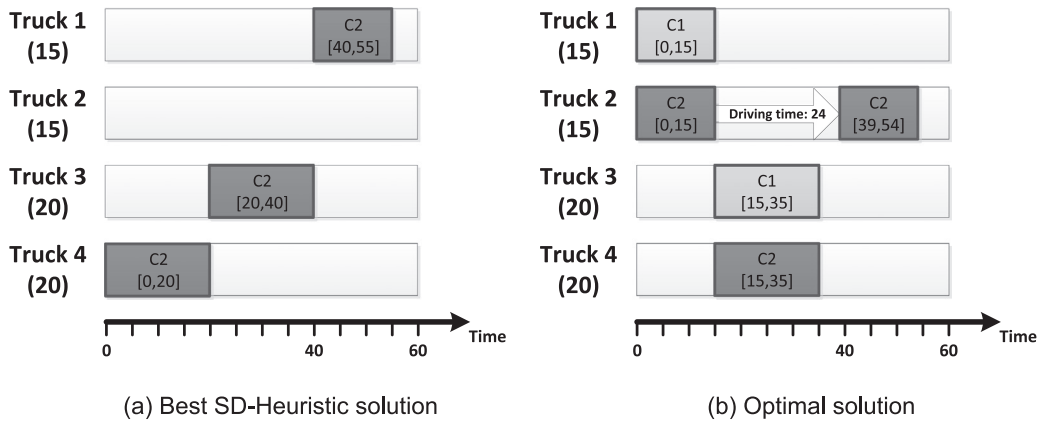 Truck 1
(15)
C2
[40,55]
Truck 2
(15)
Truck 3
(20)
C2
[20,40]
Truck 4
(20)
C2
[0,20]
0
40
60
Time
(a) Best SD-Heuristic solution
Truck 1
(15)
C1
[0,15]
Truck 2
(15)
C2
[0,15]
Driving time: 24
C2
[39,54]
Truck 3
(20)
C1
[15,35]
Truck 4
(20)
C2
[15,35]
0
40
60
Time
(b) Optimal solution